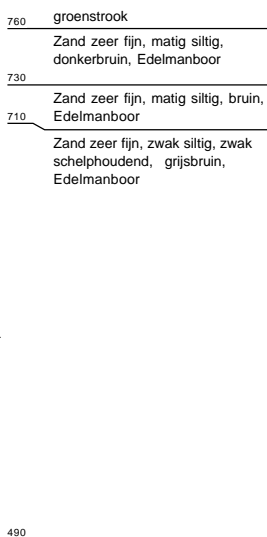 760 groenstrook
Zand zeer fijn, matig siltig,
donkerbruin, Edelmanboor
730
Zand zeer fijn, matig siltig, bruin,
710 Edelmanboor
Zand zeer fijn, zwak siltig, zwak
schelphoudend, grijsbruin,
Edelmanboor
490